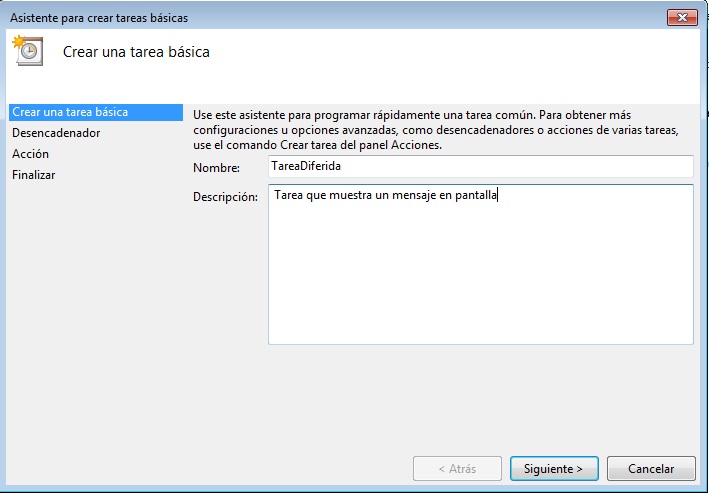 Asistente para crear tareas básicas
Crear una tarea básica
Crear una tarea básica
Desencadenador
Acción
Finalizar
Use este asistente para programar rápidamente una tarea común. Para obtener más
configuraciones u opciones avanzadas, como desencadenadores o acciones de varias tareas,
use el comando Crear tarea del panel Acciones.
Nombre: TareaDiferida
Descripción: Tarea que muestra un mensaje en pantalla
< Atrás Siguiente > Cancelar